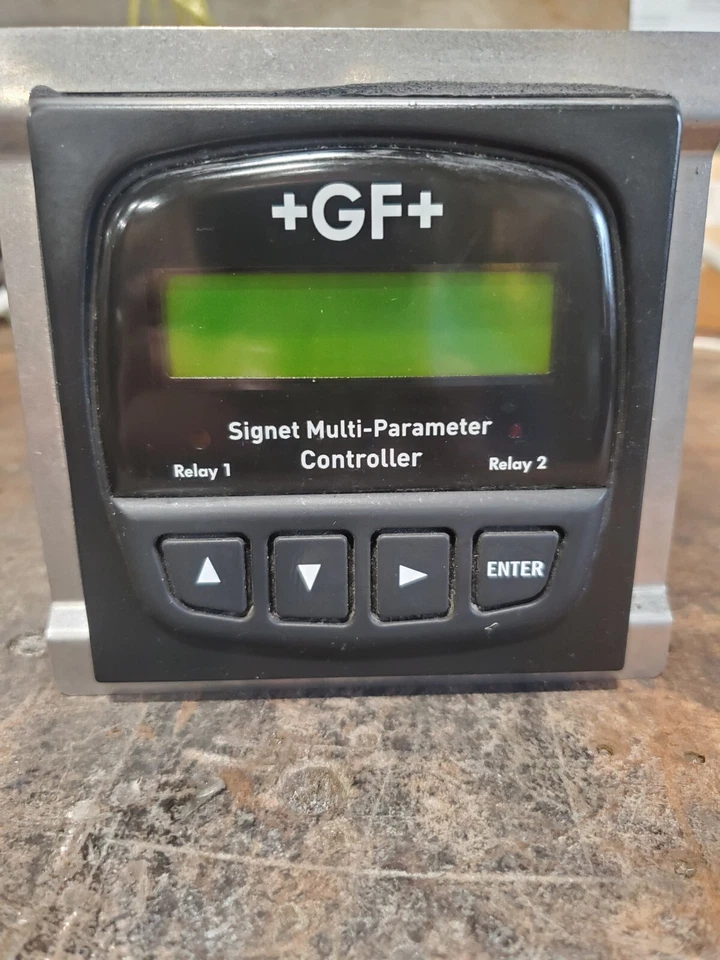 +GF+
Signet Multi-Parameter
Controller
Relay 1
Relay 2
ENTER